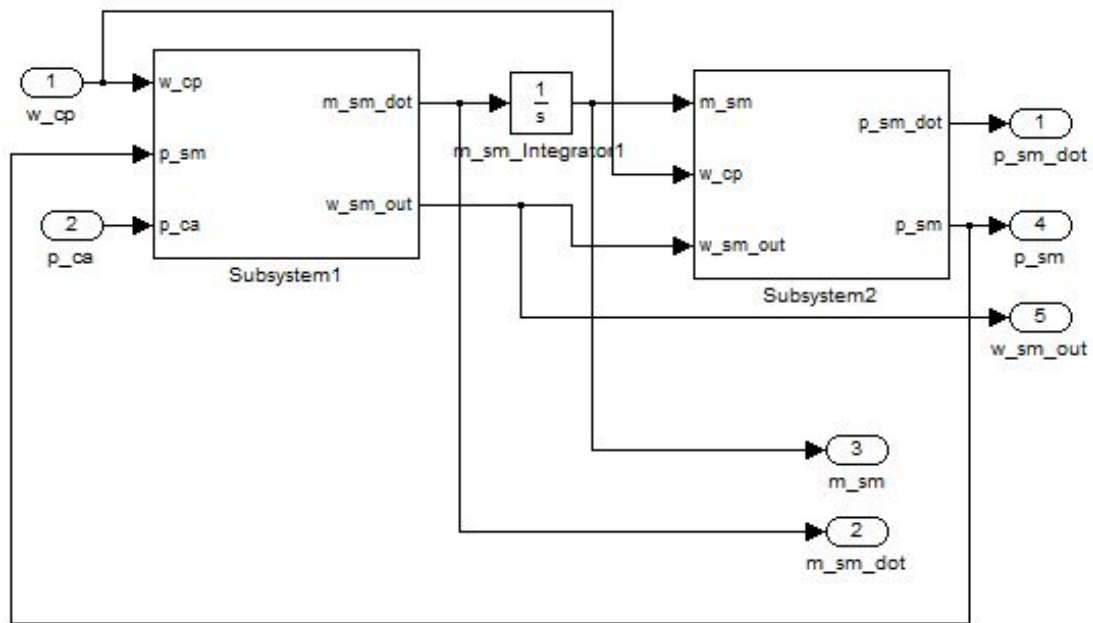 1
w_cp
2
p_ca
w_cp
p_sm
p_ca
m_sm_dot
w_sm_out
Subsystem1
1
s
m_sm_Integrator1
m_sm
w_cp
w_sm_out
p_sm_dot
p_sm
Subsystem2
1
p_sm_dot
4
p_sm
5
w_sm_out
3
m_sm
2
m_sm_dot